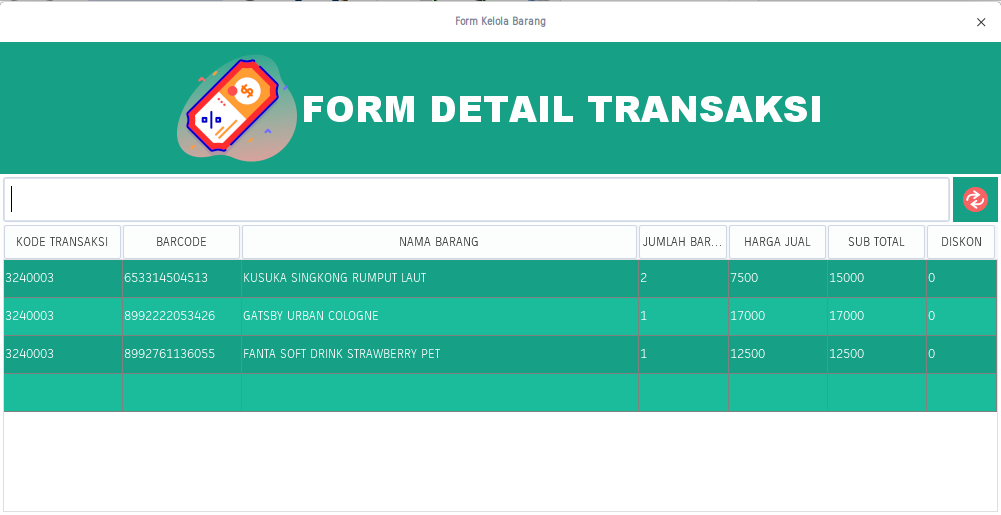 Form Kelola Barang
FORM DETAIL TRANSAKSI
KODE TRANSAKSI BARCODE NAMA BARANG JUMLAH BAR... HARGA JUAL SUB TOTAL DISKON
3240003 653314504513 KUSUKA SINGKONG RUMPUT LAUT 2 7500 15000 0
3240003 8992222053426 GATSBY URBAN COLOGNE 1 17000 17000 0
3240003 8992761136055 FANTA SOFT DRINK STRAWBERRY PET 1 12500 12500 0